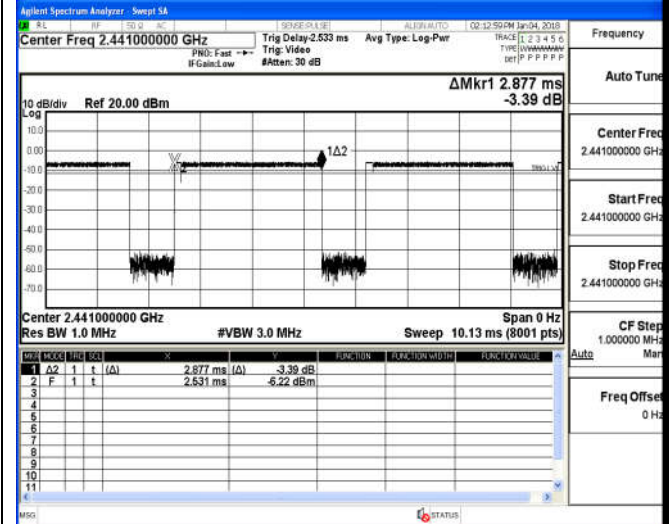 Agilent Spectrum Analyzer - Swept SA
RL RF 50 Ω AC SENSE:PULSE ALIGN AUTO 02:12:59 PM Jan 04, 2018
Center Freq 2.441000000 GHz
PNO: Fast
IFGain:Low
Trig Delay-2.533 ms
Trig: Video
#Atten: 30 dB
Avg Type: Log-Pwr
TRACE 1 2 3 4 5 6
TYPE
DET P P P P P P
ΔMkr1 2.877 ms
-3.39 dB
10 dB/div Ref 20.00 dBm
Log
10.0
0.00
-10.0
-20.0
-30.0
-40.0
-50.0
-60.0
-70.0
1Δ2
2
TRIG LVL
Center 2.441000000 GHz Span 0 Hz
Res BW 1.0 MHz #VBW 3.0 MHz Sweep 10.13 ms (8001 pts)
MKR MODE TRC SCL X Y FUNCTION FUNCTION WIDTH FUNCTION VALUE
1 Δ2 1 t (Δ) 2.877 ms (Δ) -3.39 dB
2 F 1 t 2.531 ms -6.22 dBm
3
4
5
6
7
8
9
10
11
MSG STATUS
Frequency
Auto Tune
Center Freq
2.441000000 GHz
Start Freq
2.441000000 GHz
Stop Freq
2.441000000 GHz
CF Step
1.000000 MHz
Auto Man
Freq Offset
0 Hz